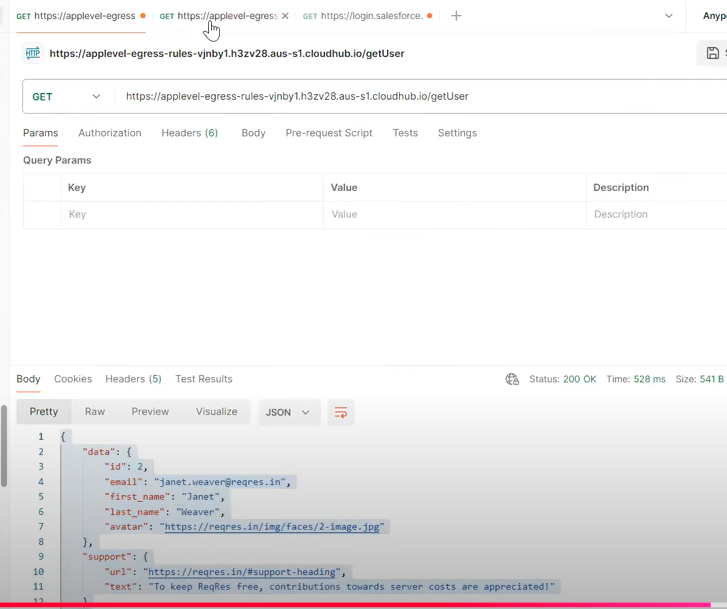 GET https://applevel-egress
GET https://applevel-egress
GET https://login.salesforce.
Anyp
HTTP https://applevel-egress-rules-vjnby1.h3zv28.aus-s1.cloudhub.io/getUser
GET https://applevel-egress-rules-vjnby1.h3zv28.aus-s1.cloudhub.io/getUser
Params Authorization Headers (6) Body Pre-request Script Tests Settings
Query Params
Key Value Description
Key Value Description
Body Cookies Headers (5) Test Results Status: 200 OK Time: 528 ms Size: 541 B
Pretty Raw Preview Visualize JSON
1 {
2 "data": {
3 "id": 2,
4 "email": "janet.weaver@reqres.in",
5 "first_name": "Janet",
6 "last_name": "Weaver",
7 "avatar": "https://reqres.in/img/faces/2-image.jpg"
8 },
9 "support": {
10 "url": "https://reqres.in/#support-heading",
11 "text": "To keep ReqRes free, contributions towards server costs are appreciated!"
12 }